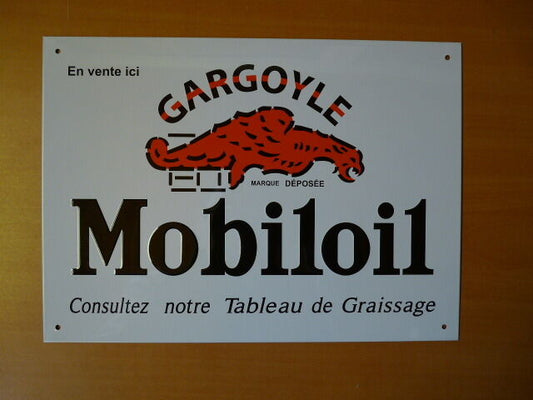 En vente ici
GARGOYLE
MARQUE DÉPOSÉE
Mobiloil
Consultez notre Tableau de Graissage